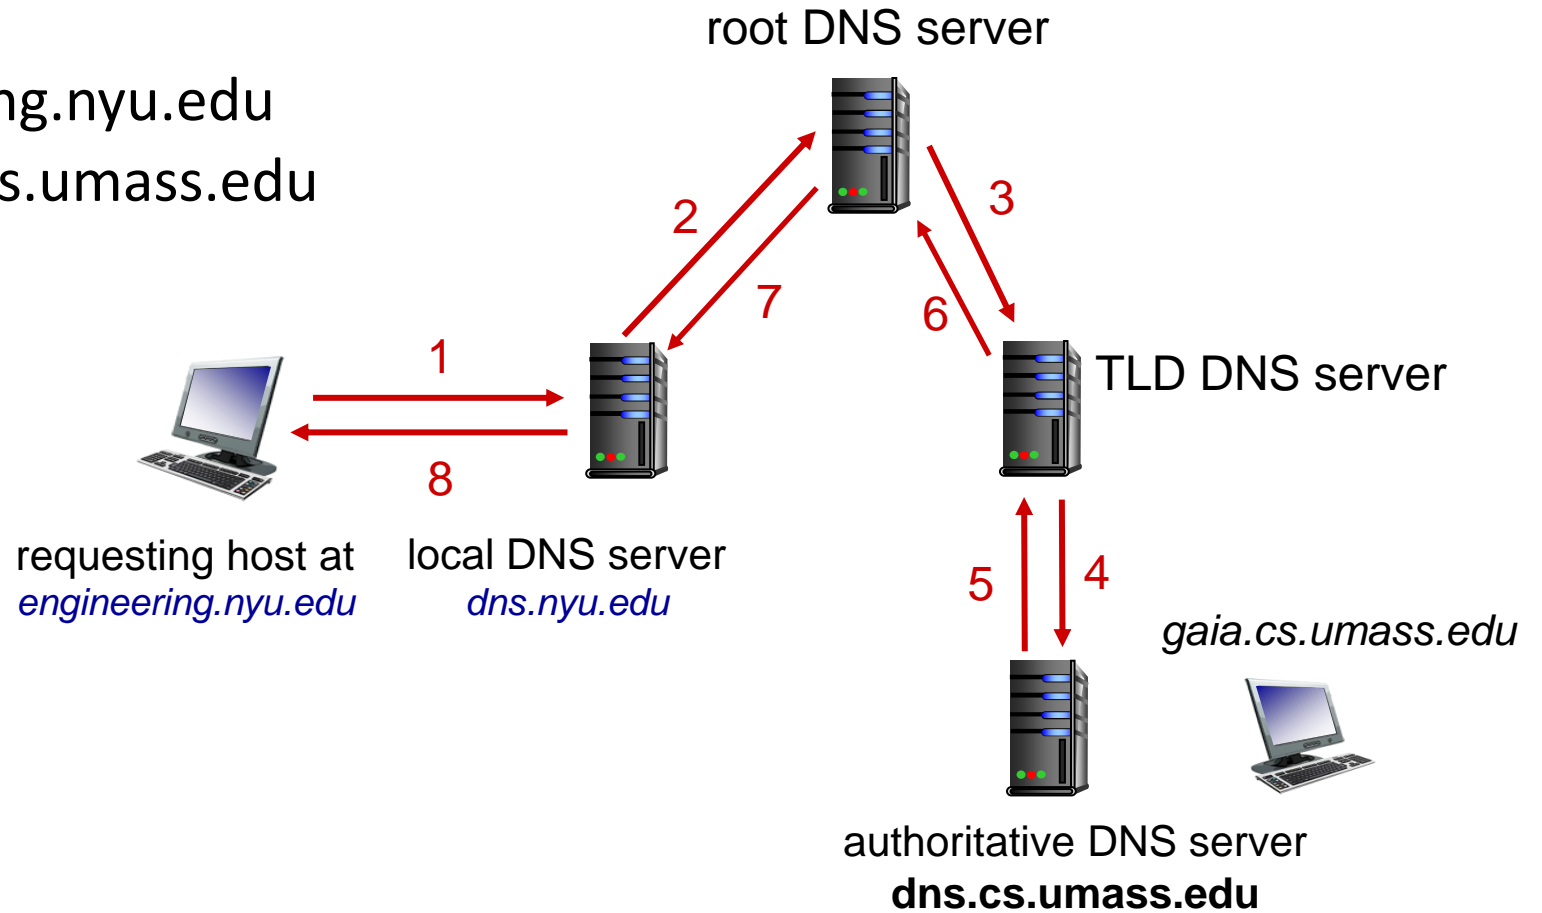 root DNS server
ng.nyu.edu
s.umass.edu
2
3
7
6
1
TLD DNS server
8
requesting host at
engineering.nyu.edu
local DNS server
dns.nyu.edu
5
4
gaia.cs.umass.edu
authoritative DNS server
dns.cs.umass.edu